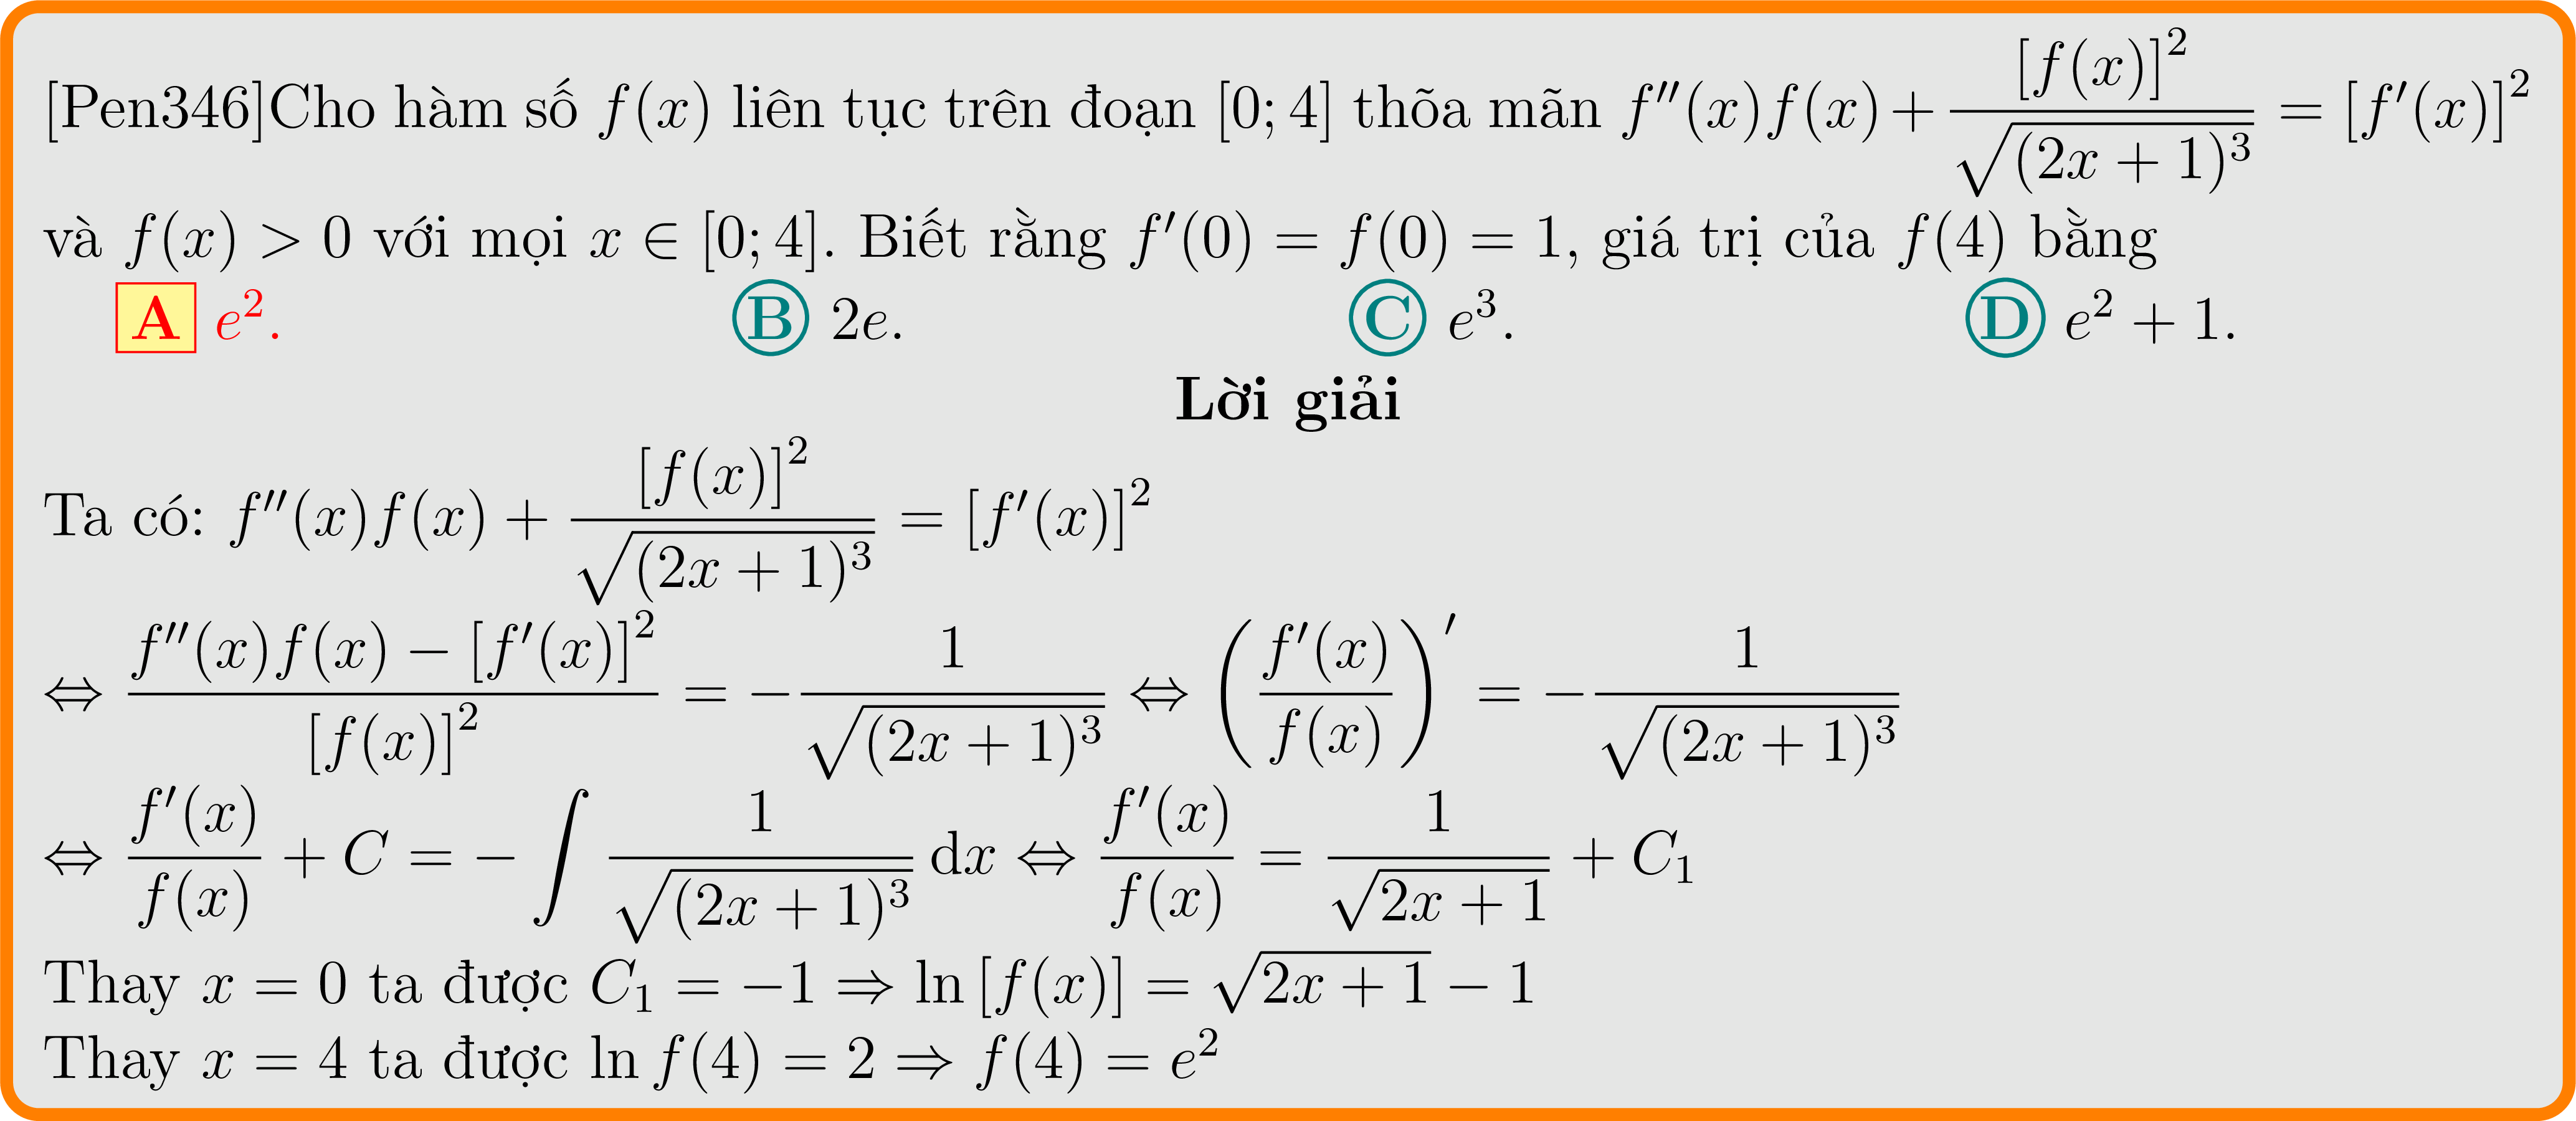 [Pen346]Cho hàm số $f(x)$ liên tục trên đoạn $[0;4]$ thõa mãn $f''(x)f(x)+\frac{[f(x)]^2}{\sqrt{(2x+1)^3}}=[f'(x)]^2$
và $f(x)>0$ với mọi $x\in[0;4]$. Biết rằng $f'(0)=f(0)=1$, giá trị của $f(4)$ bằng
A $e^2$. B $2e$. C $e^3$. D $e^2+1$.
Lời giải
Ta có: $f''(x)f(x)+\frac{[f(x)]^2}{\sqrt{(2x+1)^3}}=[f'(x)]^2$
$\Leftrightarrow \frac{f''(x)f(x)-[f'(x)]^2}{[f(x)]^2}=-\frac{1}{\sqrt{(2x+1)^3}} \Leftrightarrow \left(\frac{f'(x)}{f(x)}\right)'=-\frac{1}{\sqrt{(2x+1)^3}}$
$\Leftrightarrow \frac{f'(x)}{f(x)}+C=-\int \frac{1}{\sqrt{(2x+1)^3}}\,\mathrm{d}x \Leftrightarrow \frac{f'(x)}{f(x)}=\frac{1}{\sqrt{2x+1}}+C_1$
Thay $x=0$ ta được $C_1=-1 \Rightarrow \ln[f(x)]=\sqrt{2x+1}-1$
Thay $x=4$ ta được $\ln f(4)=2 \Rightarrow f(4)=e^2$